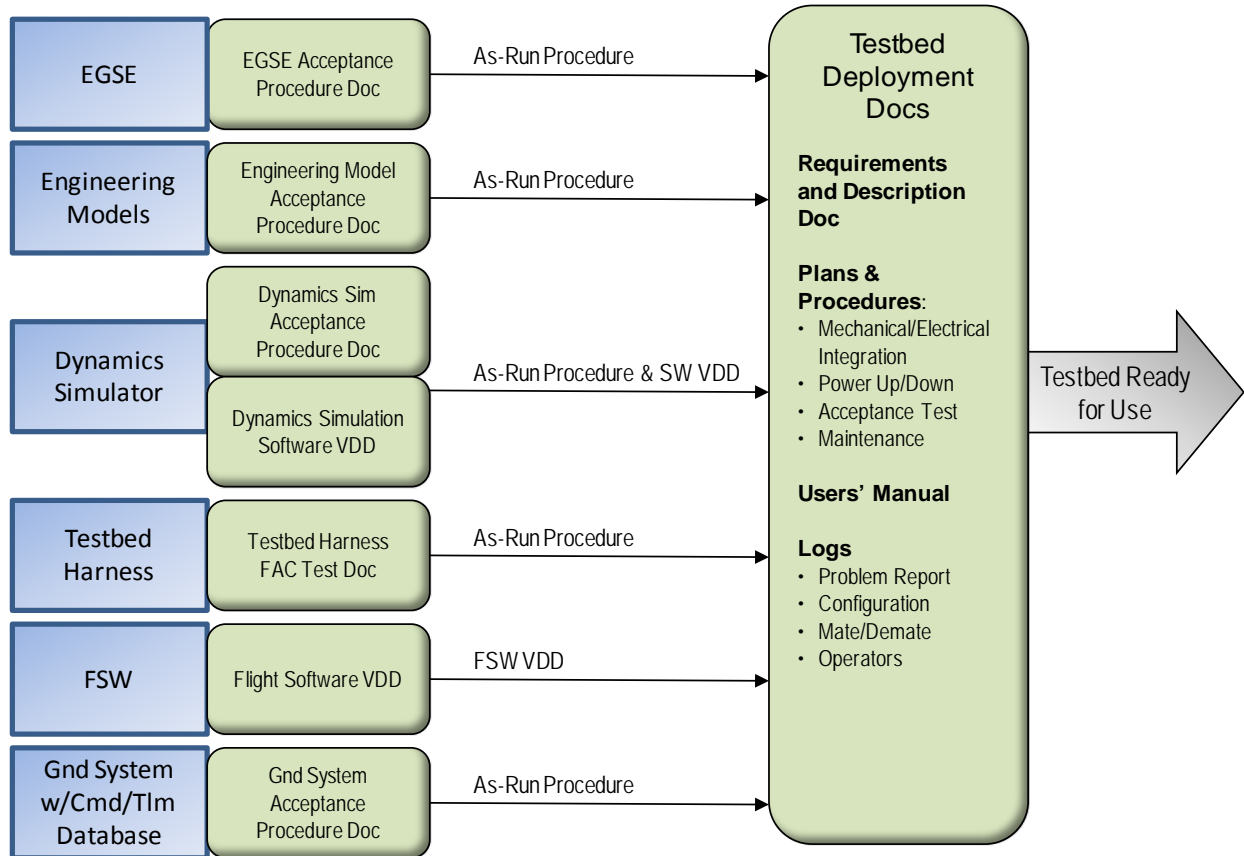 EGSE
EGSE Acceptance
Procedure Doc
As-Run Procedure
Engineering
Models
Engineering Model
Acceptance
Procedure Doc
As-Run Procedure
Dynamics
Simulator
Dynamics Sim
Acceptance
Procedure Doc
Dynamics Simulation
Software VDD
As-Run Procedure & SW VDD
Testbed
Harness
Testbed Harness
FAC Test Doc
As-Run Procedure
FSW
Flight Software VDD
FSW VDD
Gnd System
w/Cmd/Tlm
Database
Gnd System
Acceptance
Procedure Doc
As-Run Procedure
Testbed
Deployment
Docs
Requirements
and Description
Doc
Plans &
Procedures:
• Mechanical/Electrical
Integration
• Power Up/Down
• Acceptance Test
• Maintenance
Users’ Manual
Logs
• Problem Report
• Configuration
• Mate/Demate
• Operators
Testbed Ready
for Use